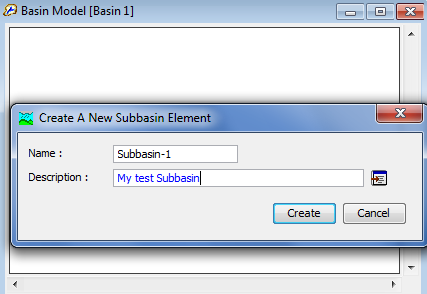 Basin Model [Basin 1]
Create A New Subbasin Element
Name :
Subbasin-1
Description :
My test Subbasin
Create
Cancel